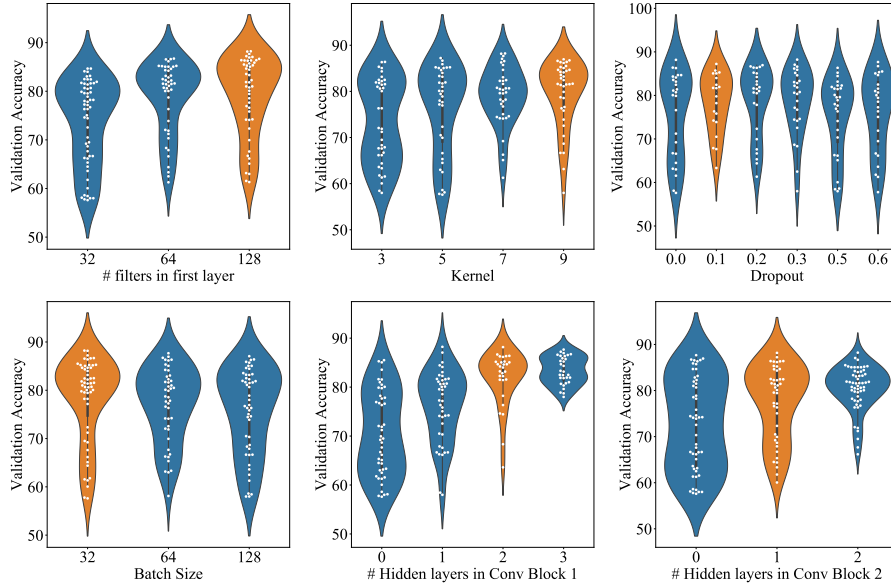 90
80
70
60
50
Validation Accuracy
32 64 128
# filters in first layer
90
80
70
60
50
Validation Accuracy
3 5 7 9
Kernel
100
90
80
70
60
50
Validation Accuracy
0.0 0.1 0.2 0.3 0.5 0.6
Dropout
90
80
70
60
50
Validation Accuracy
32 64 128
Batch Size
90
80
70
60
50
Validation Accuracy
0 1 2 3
# Hidden layers in Conv Block 1
90
80
70
60
50
Validation Accuracy
0 1 2
# Hidden layers in Conv Block 2